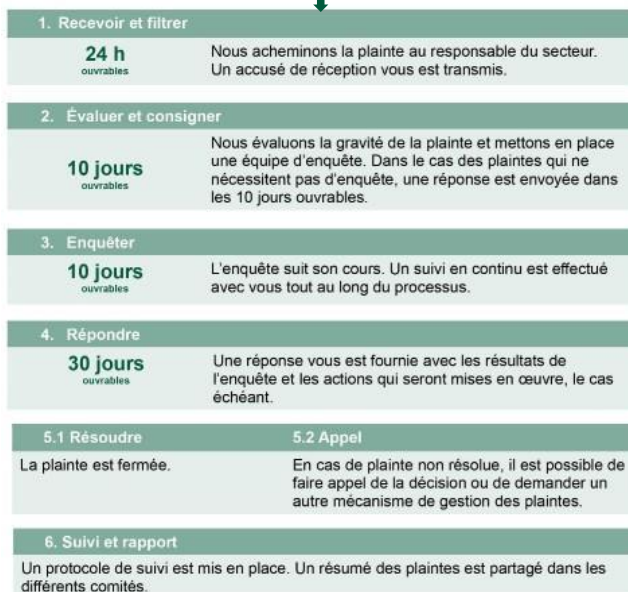 1. Recevoir et filtrer
24 h
ouvrables
Nous acheminons la plainte au responsable du secteur.
Un accusé de réception vous est transmis.
2. Évaluer et consigner
10 jours
ouvrables
Nous évaluons la gravité de la plainte et mettons en place
une équipe d'enquête. Dans le cas des plaintes qui ne
nécessitent pas d'enquête, une réponse est envoyée dans
les 10 jours ouvrables.
3. Enquêter
10 jours
ouvrables
L'enquête suit son cours. Un suivi en continu est effectué
avec vous tout au long du processus.
4. Répondre
30 jours
ouvrables
Une réponse vous est fournie avec les résultats de
l'enquête et les actions qui seront mises en œuvre, le cas
échéant.
5.1 Résoudre
La plainte est fermée.
5.2 Appel
En cas de plainte non résolue, il est possible de
faire appel de la décision ou de demander un
autre mécanisme de gestion des plaintes.
6. Suivi et rapport
Un protocole de suivi est mis en place. Un résumé des plaintes est partagé dans les
différents comités.